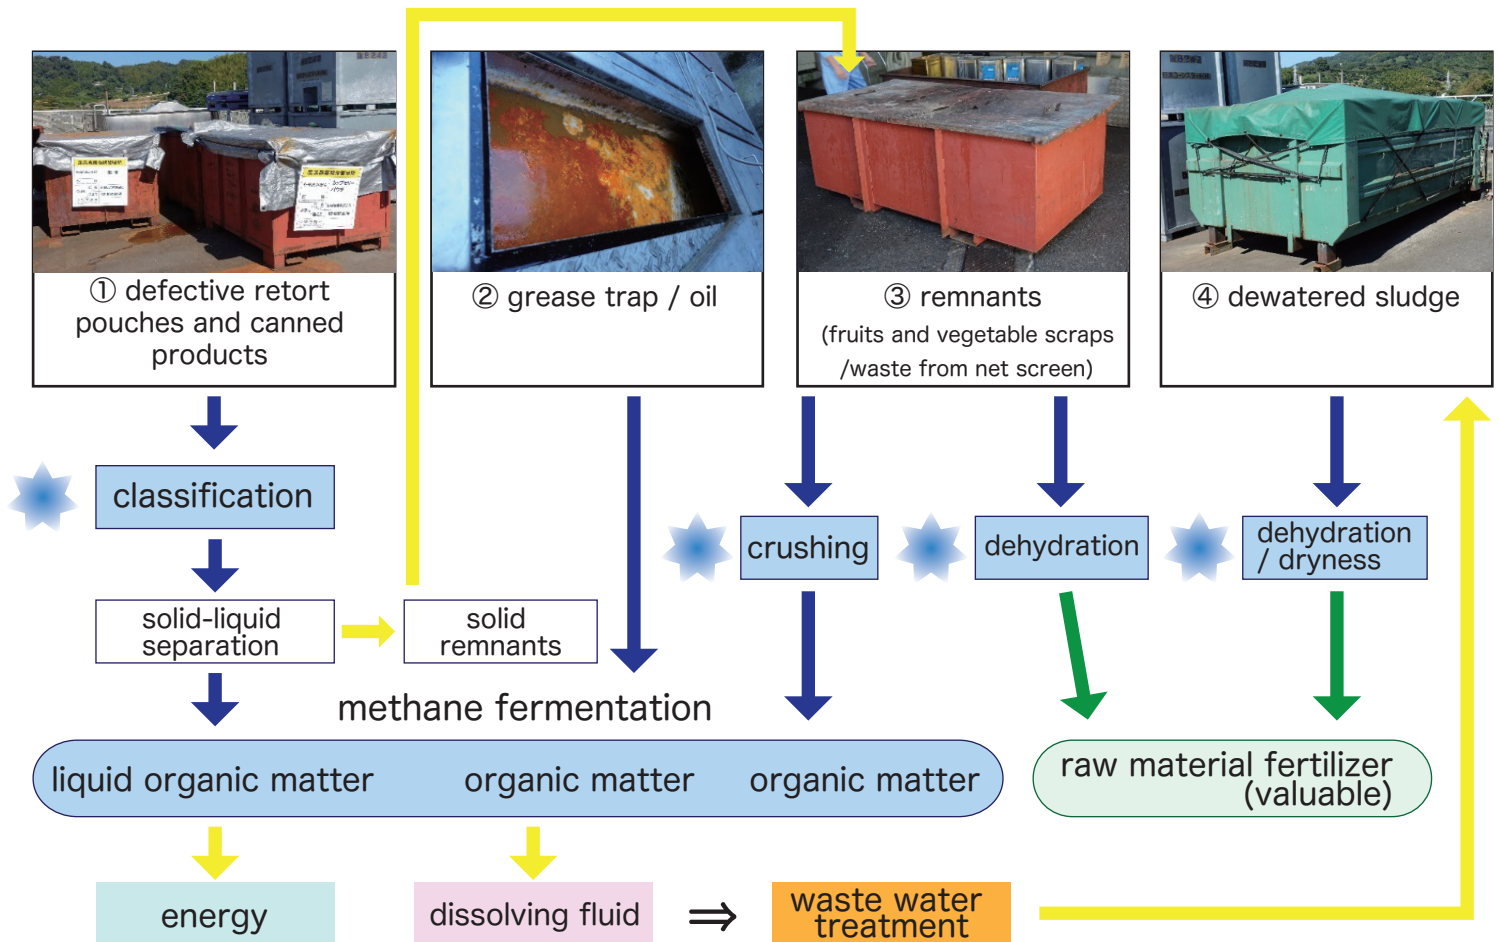 ① defective retort
pouches and canned
products
② grease trap / oil
③ remnants
(fruits and vegetable scraps
/waste from net screen)
④ dewatered sludge
classification
crushing
dehydration
dehydration
/ dryness
solid-liquid
separation
solid
remnants
methane fermentation
liquid organic matter
organic matter
organic matter
raw material fertilizer
(valuable)
energy
dissolving fluid
⇒
waste water
treatment